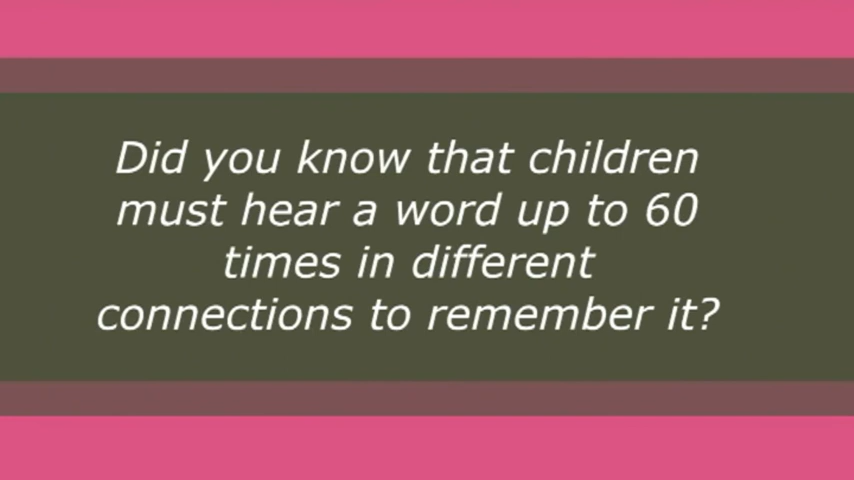 Did you know that children
must hear a word up to 60
times in different
connections to remember it?